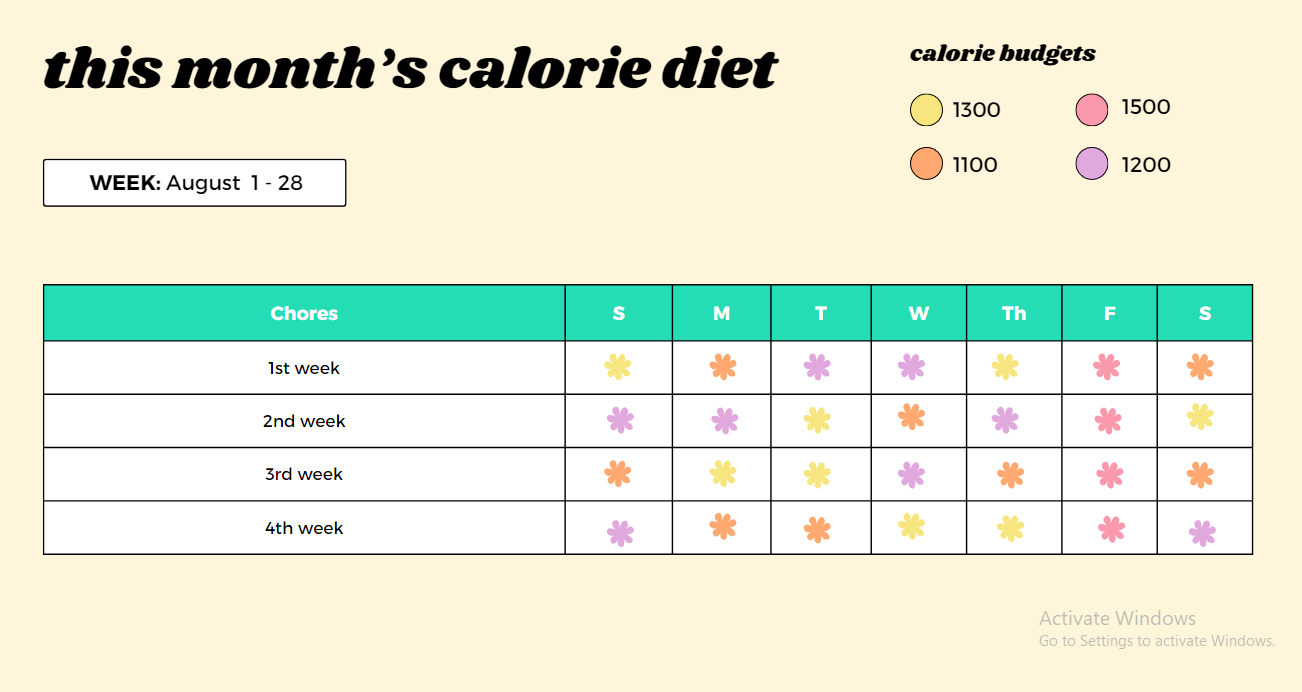 this month's calorie diet
calorie budgets
1300
1500
1100
1200
WEEK: August 1 - 28
Chores S M T W Th F S
1st week
2nd week
3rd week
4th week
Activate Windows
Go to Settings to activate Windows.